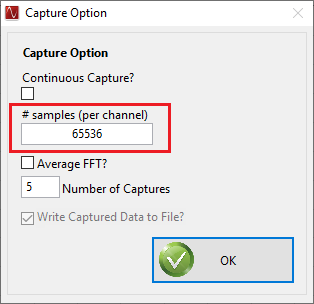 Capture Option
Capture Option
Continuous Capture?
# samples (per channel)
65536
Average FFT?
5 Number of Captures
Write Captured Data to File?
OK